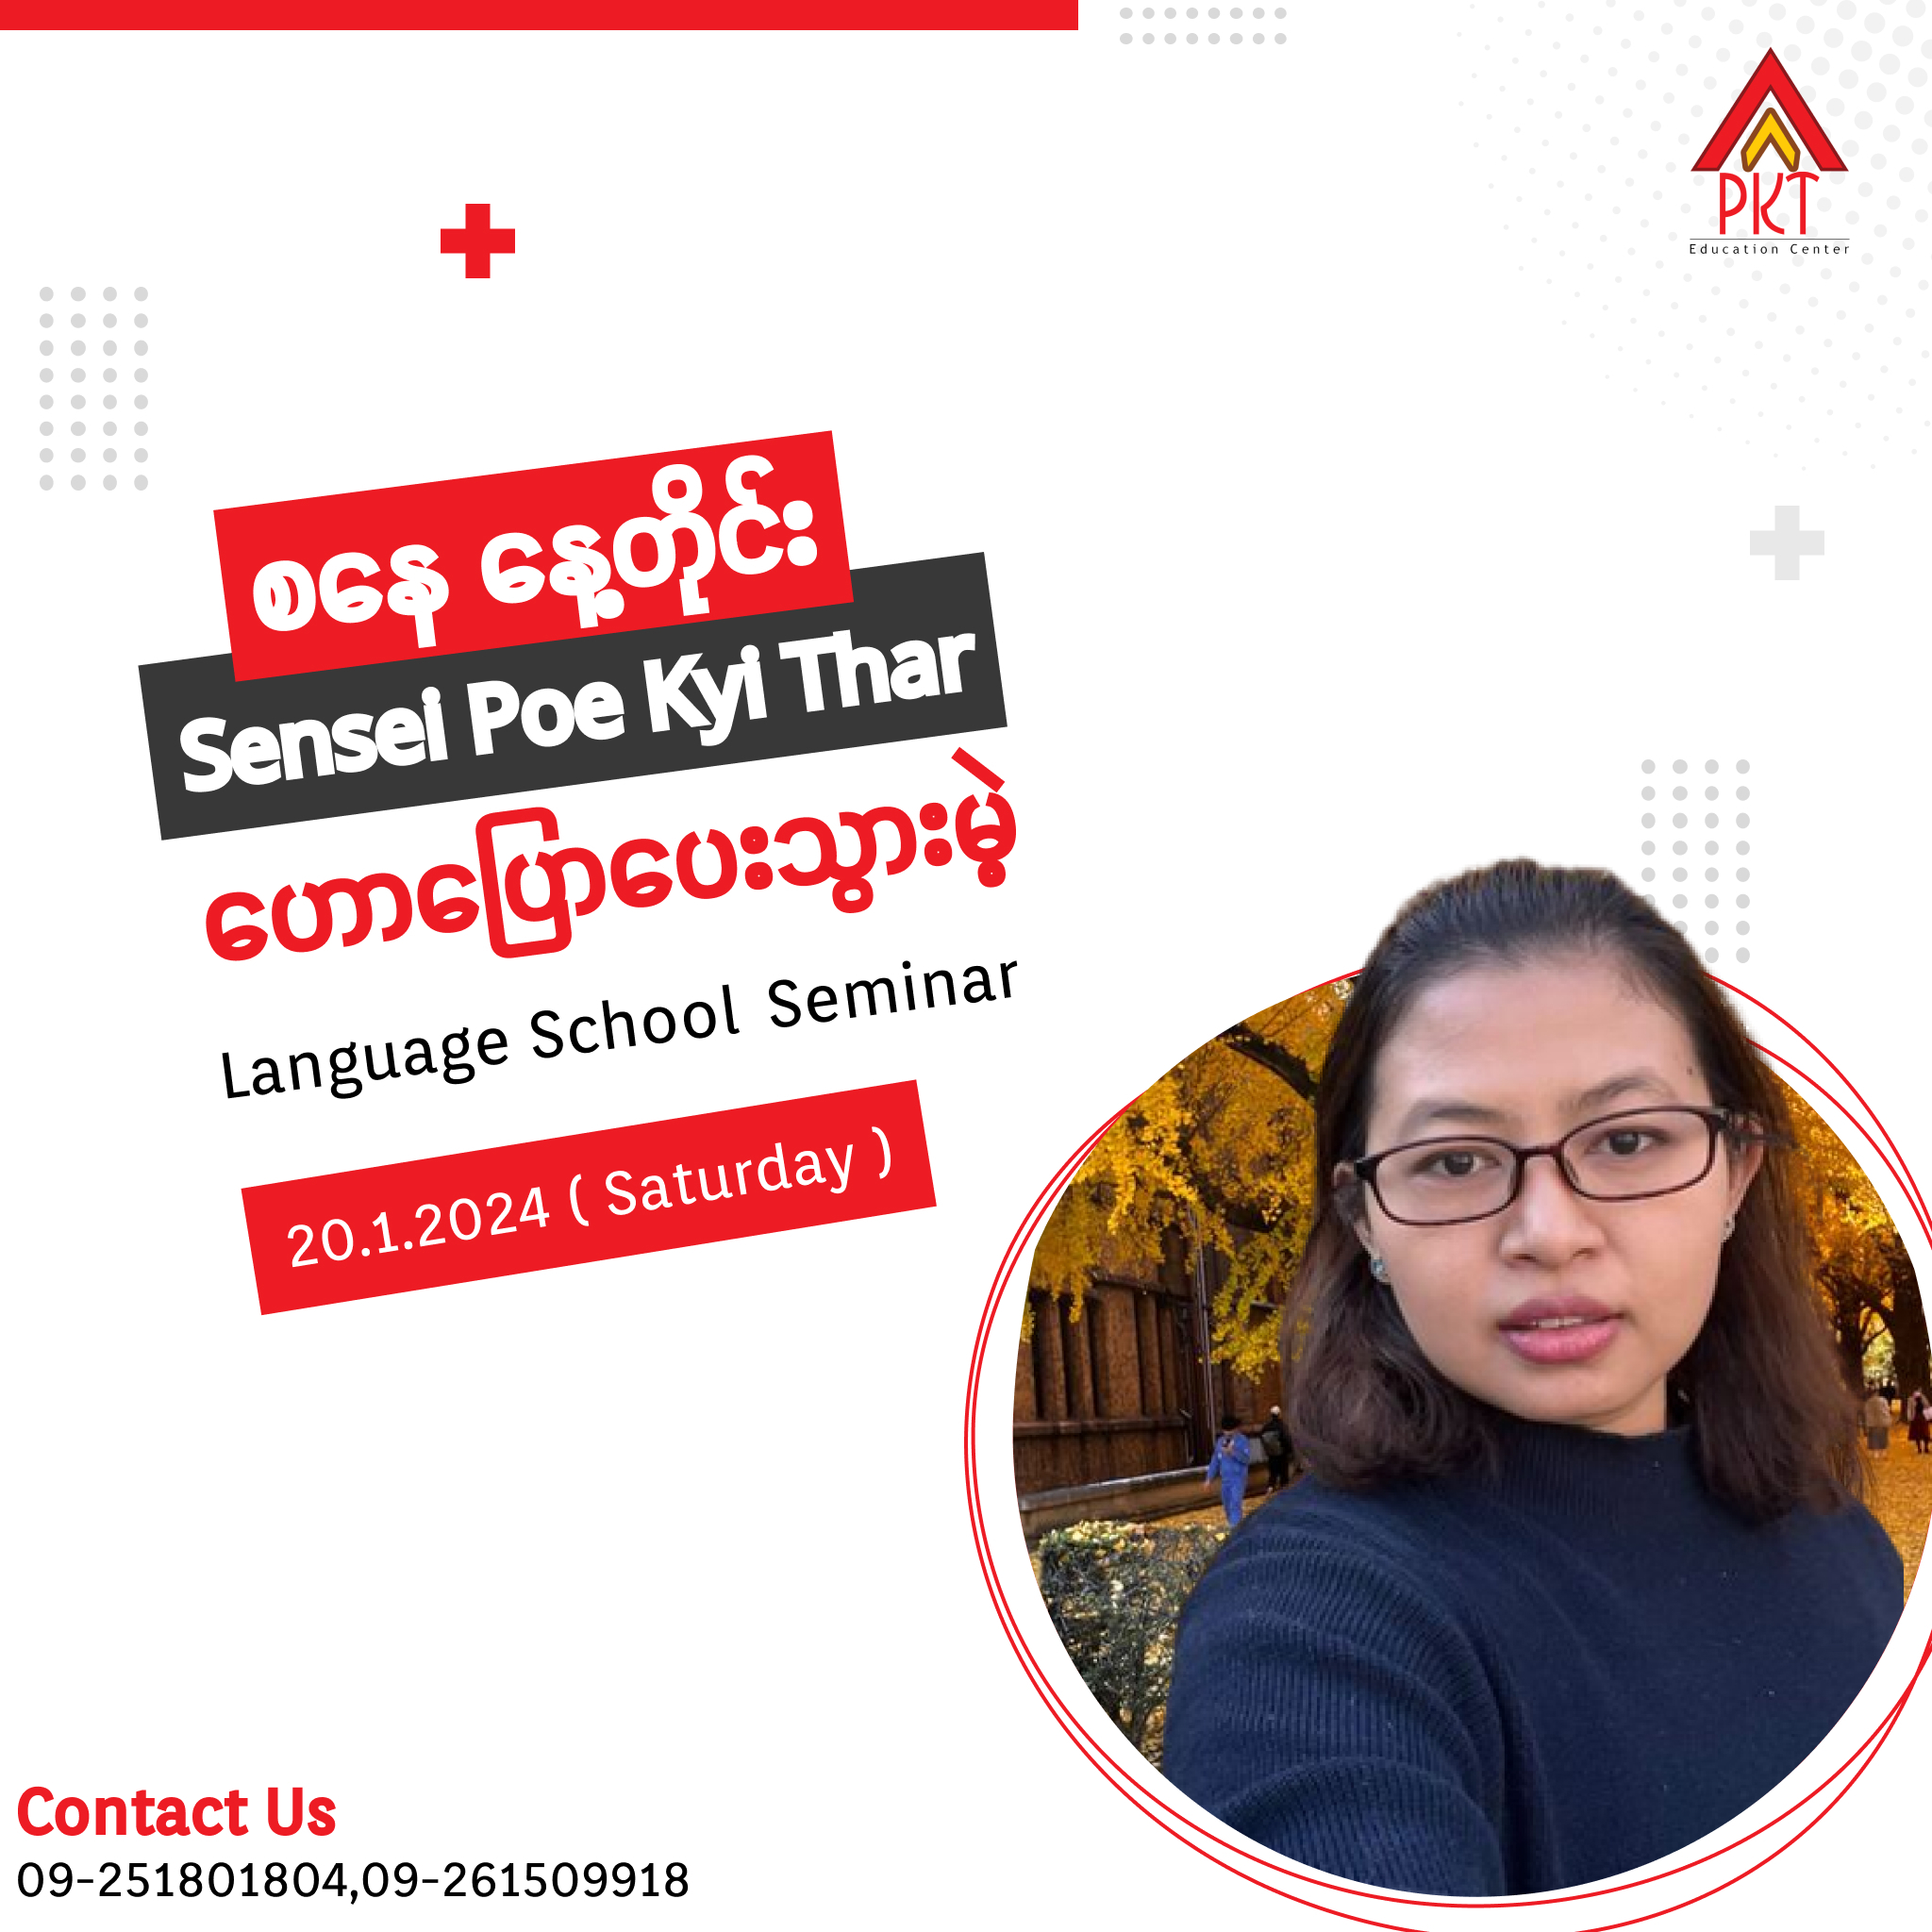 PKT
Education Center
စနေ နေ့တိုင်း
Sensei Poe Kyi Thar
ဟောပြောပေးသွားမဲ့
Language School Seminar
20.1.2024 ( Saturday )
Contact Us
09-251801804,09-261509918